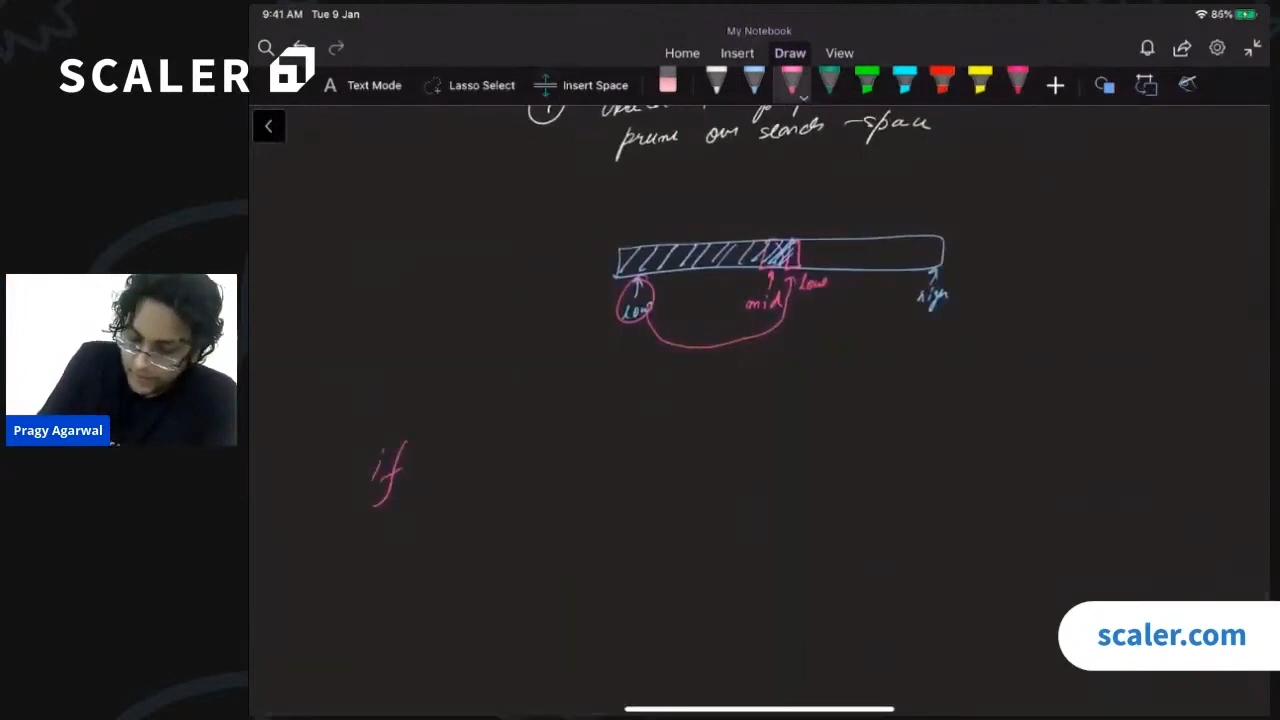 9:41 AM Tue 9 Jan
86%
My Notebook
SCALER
Home Insert Draw View
A Text Mode Lasso Select Insert Space
prune our search-space
low mid low
Pragy Agarwal
if
scaler.com